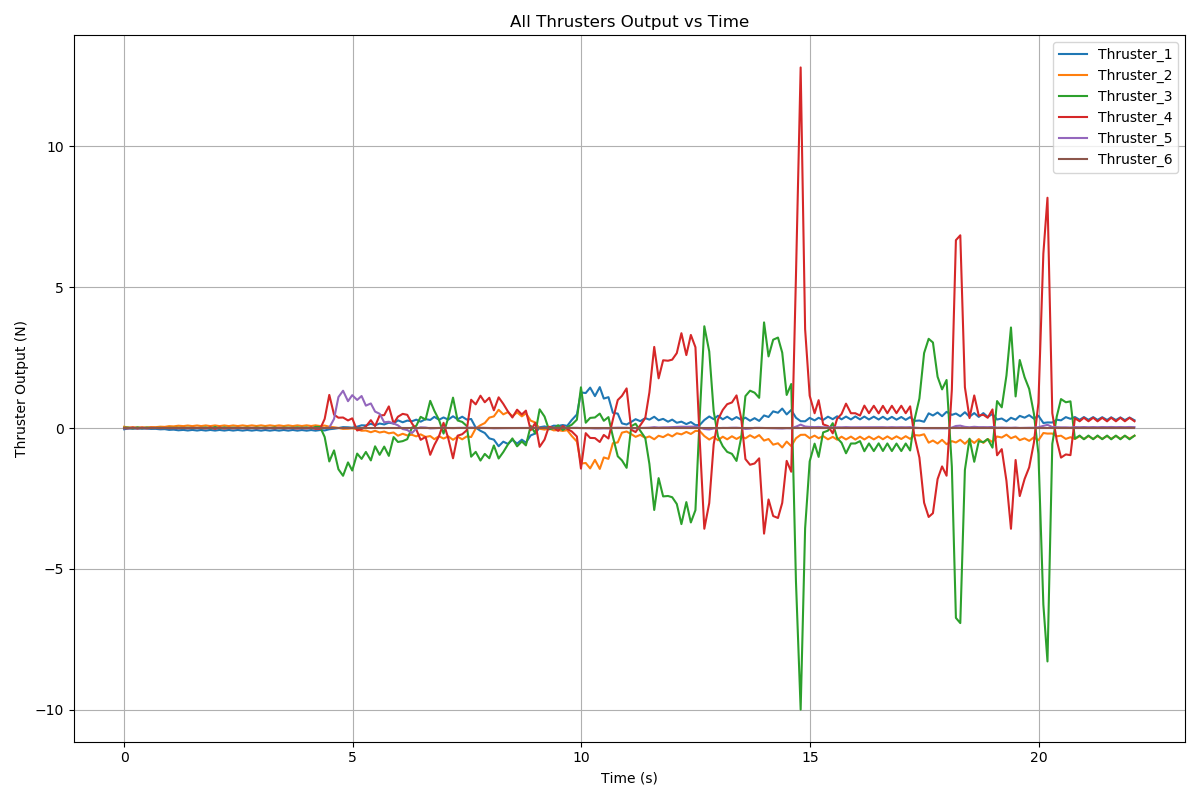 All Thrusters Output vs Time
Thruster_1
Thruster_2
Thruster_3
Thruster_4
Thruster_5
Thruster_6
Thruster Output (N)
10
5
0
−5
−10
0 5 10 15 20
Time (s)